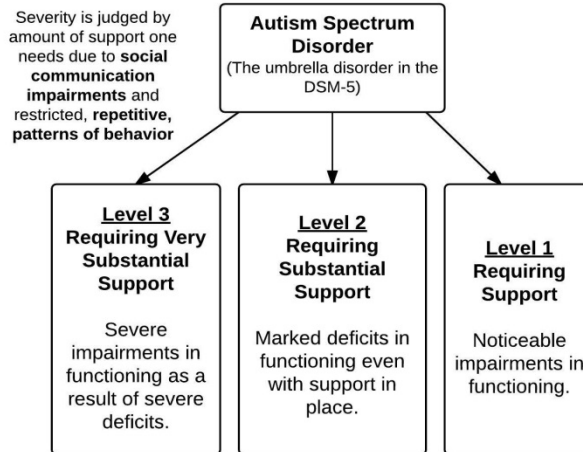 Severity is judged by
amount of support one
needs due to social
communication
impairments and
restricted, repetitive,
patterns of behavior
Autism Spectrum
Disorder
(The umbrella disorder in the
DSM-5)
Level 3
Requiring Very
Substantial
Support
Severe
impairments in
functioning as a
result of severe
deficits.
Level 2
Requiring
Substantial
Support
Marked deficits in
functioning even
with support in
place.
Level 1
Requiring
Support
Noticeable
impairments in
functioning.